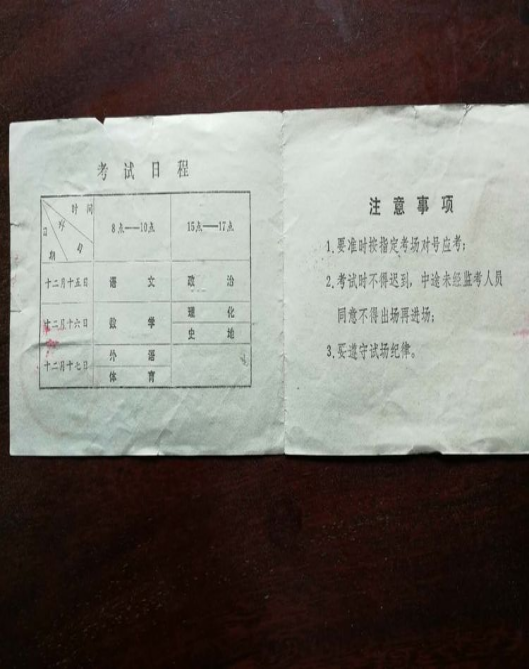 考试日程
时间
日
期
8点——10点
15点——17点
十二月十五日
语文
政治
十二月十六日
数学
理化
史地
十二月十七日
外语
体育
注意事项
1.要准时按指定考场对号应考；
2.考试时不得迟到，中途未经监考人员
同意不得出场再进场；
3.要遵守试场纪律。